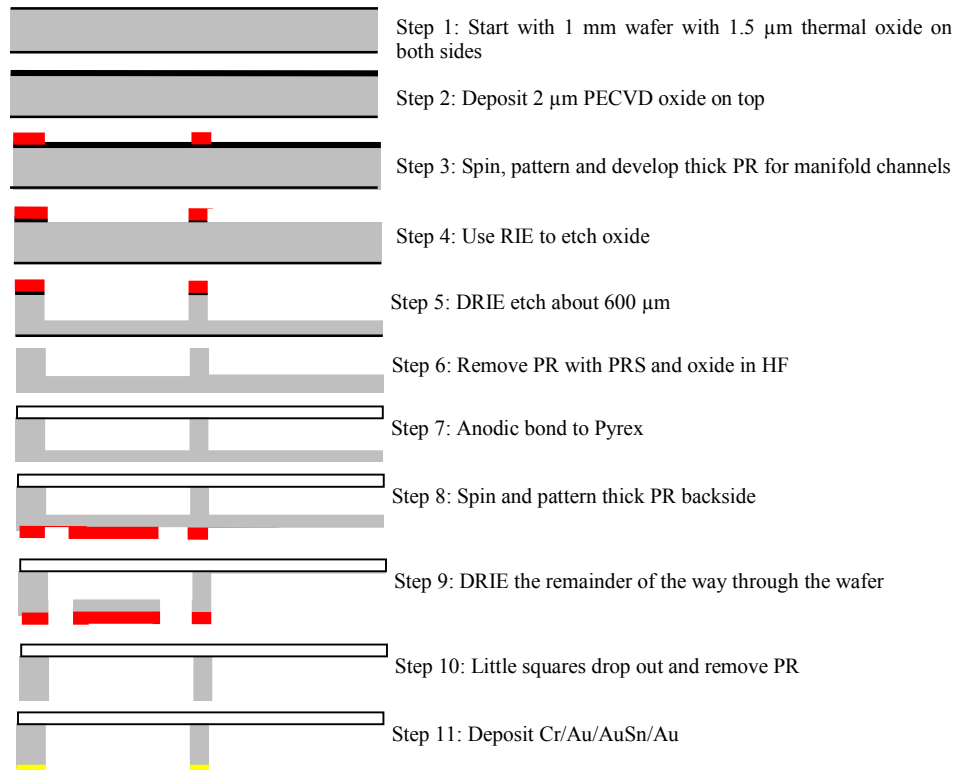 Step 1: Start with 1 mm wafer with 1.5 µm thermal oxide on
both sides
Step 2: Deposit 2 µm PECVD oxide on top
Step 3: Spin, pattern and develop thick PR for manifold channels
Step 4: Use RIE to etch oxide
Step 5: DRIE etch about 600 µm
Step 6: Remove PR with PRS and oxide in HF
Step 7: Anodic bond to Pyrex
Step 8: Spin and pattern thick PR backside
Step 9: DRIE the remainder of the way through the wafer
Step 10: Little squares drop out and remove PR
Step 11: Deposit Cr/Au/AuSn/Au